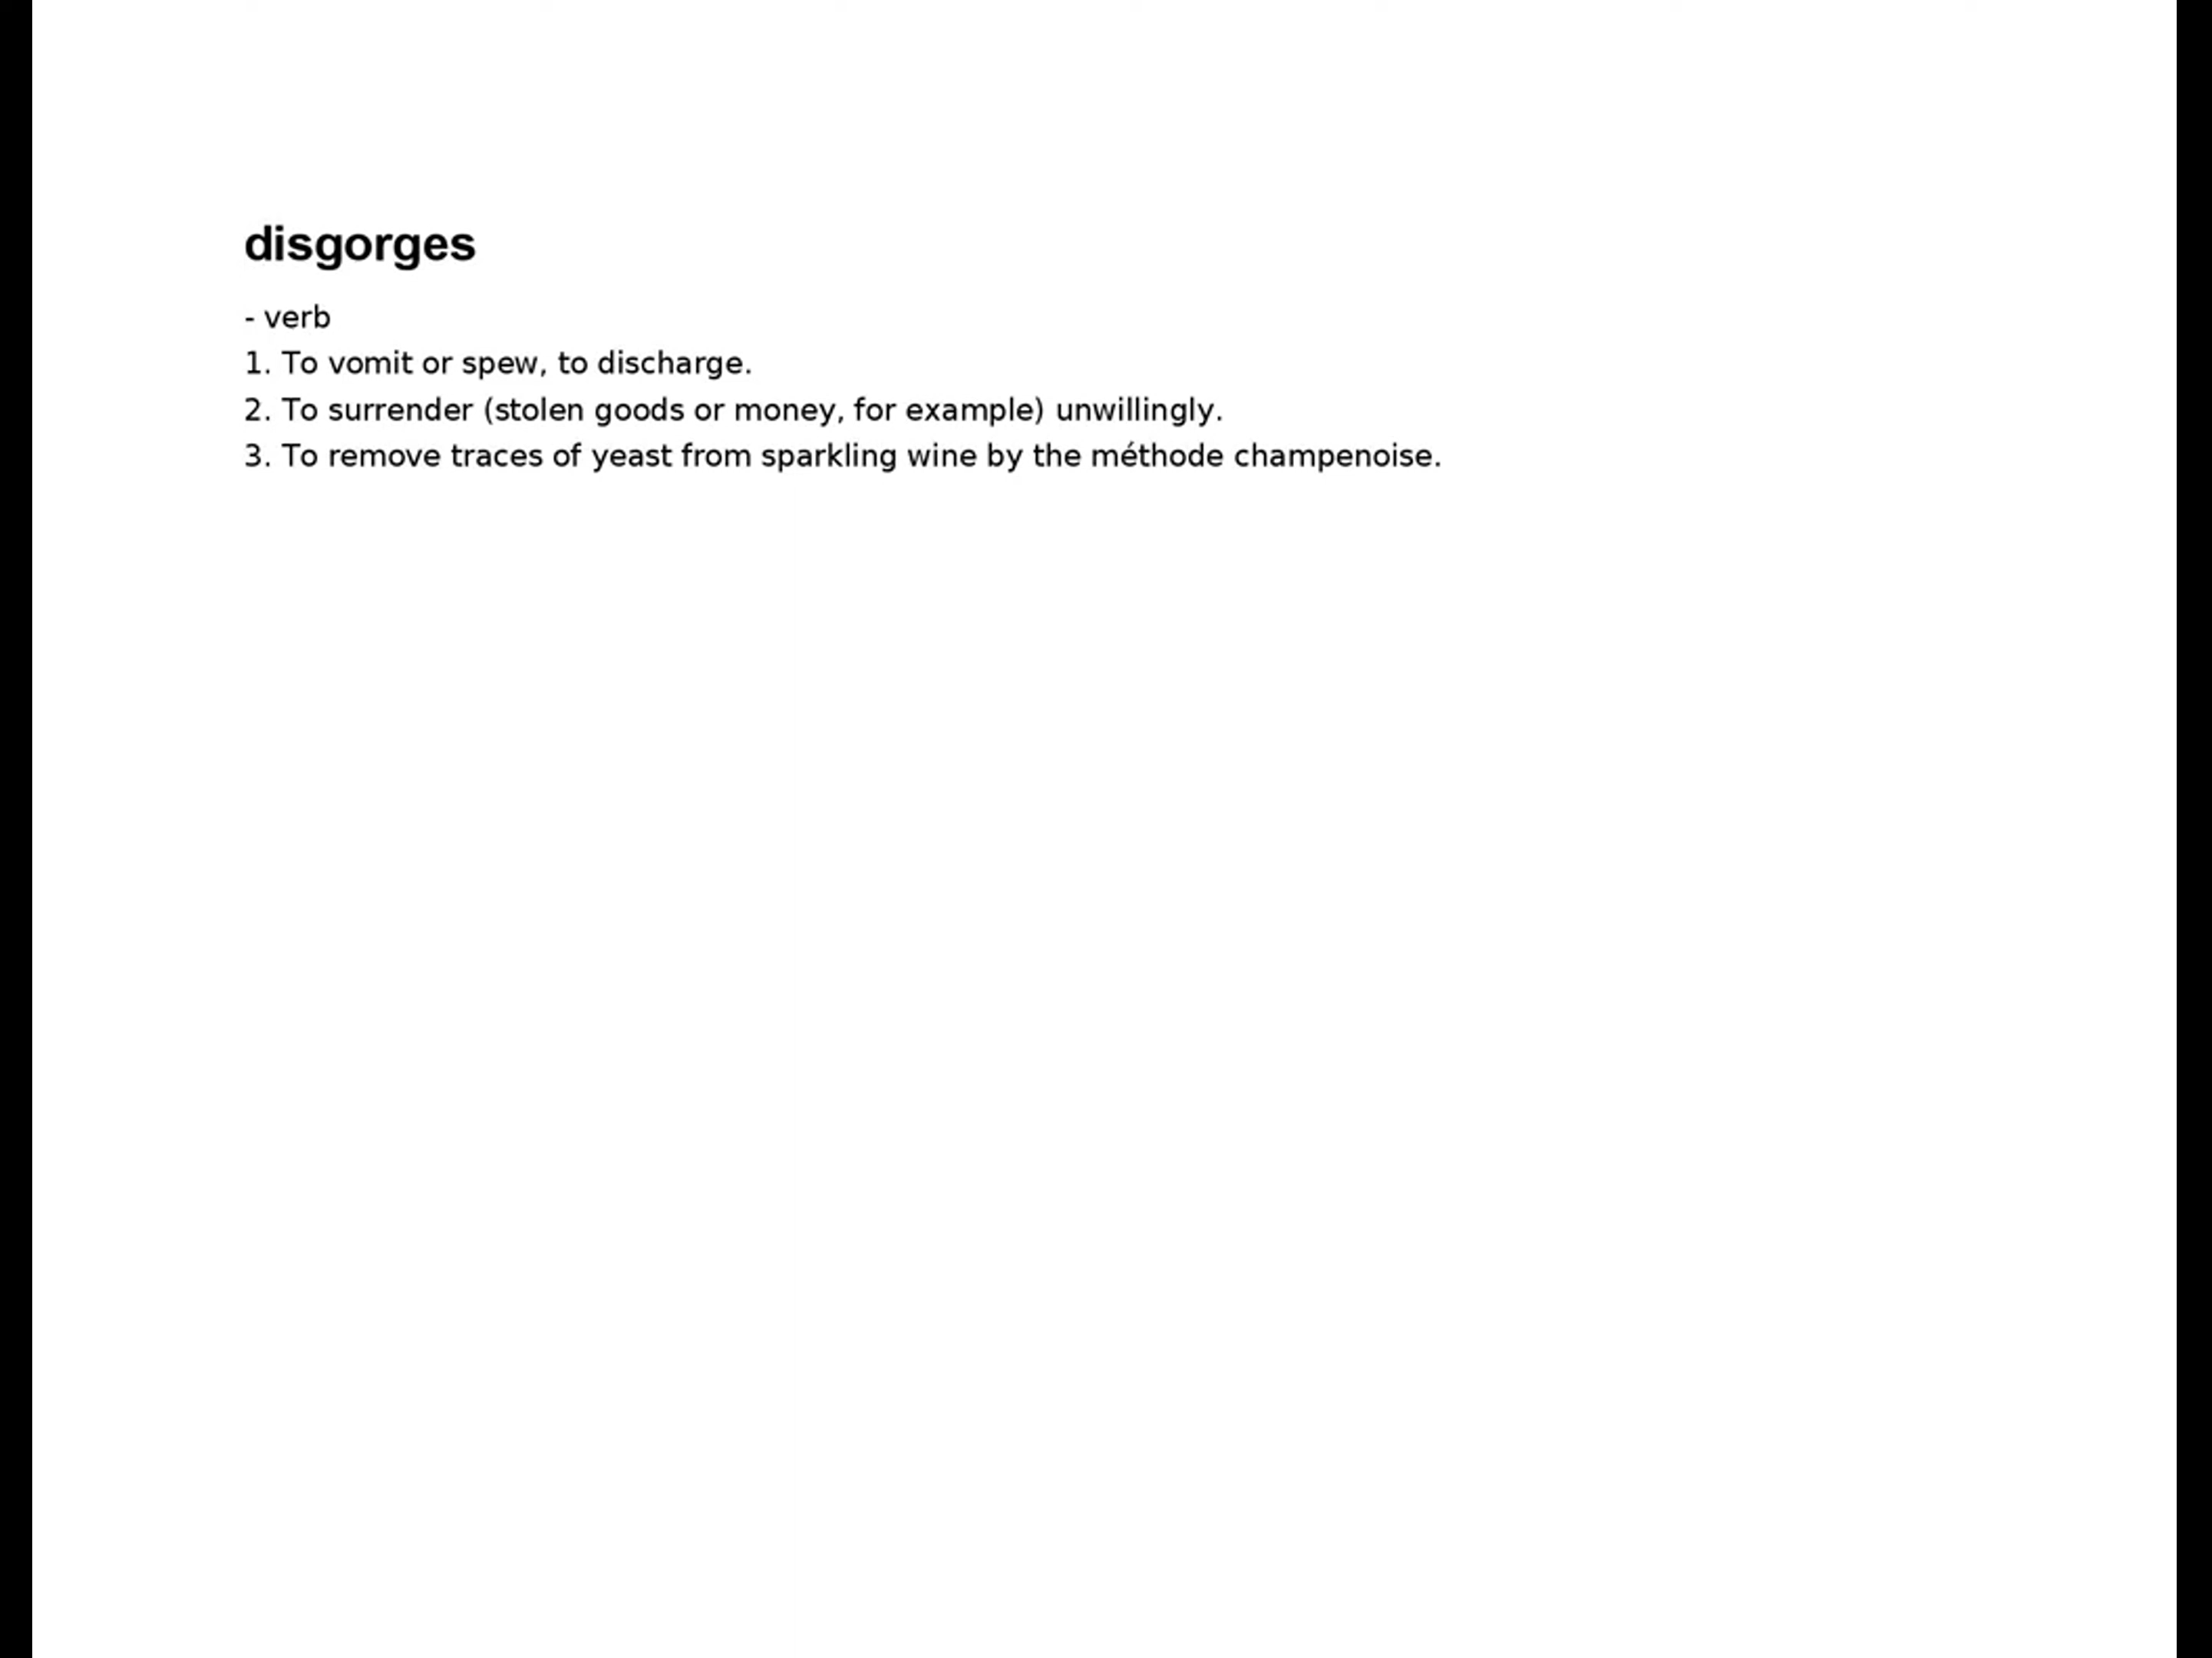 disgorges
- verb
1. To vomit or spew, to discharge.
2. To surrender (stolen goods or money, for example) unwillingly.
3. To remove traces of yeast from sparkling wine by the méthode champenoise.